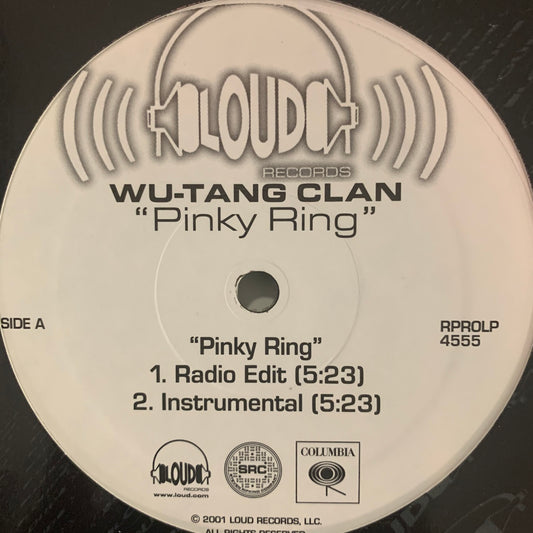 LOUD
RECORDS
WU-TANG CLAN
“Pinky Ring”
SIDE A
RPROLP
4555
“Pinky Ring”
1. Radio Edit (5:23)
2. Instrumental (5:23)
LOUD
RECORDS
www.loud.com
SRC
COLUMBIA
© 2001 LOUD RECORDS, LLC.
ALL RIGHTS RESERVED